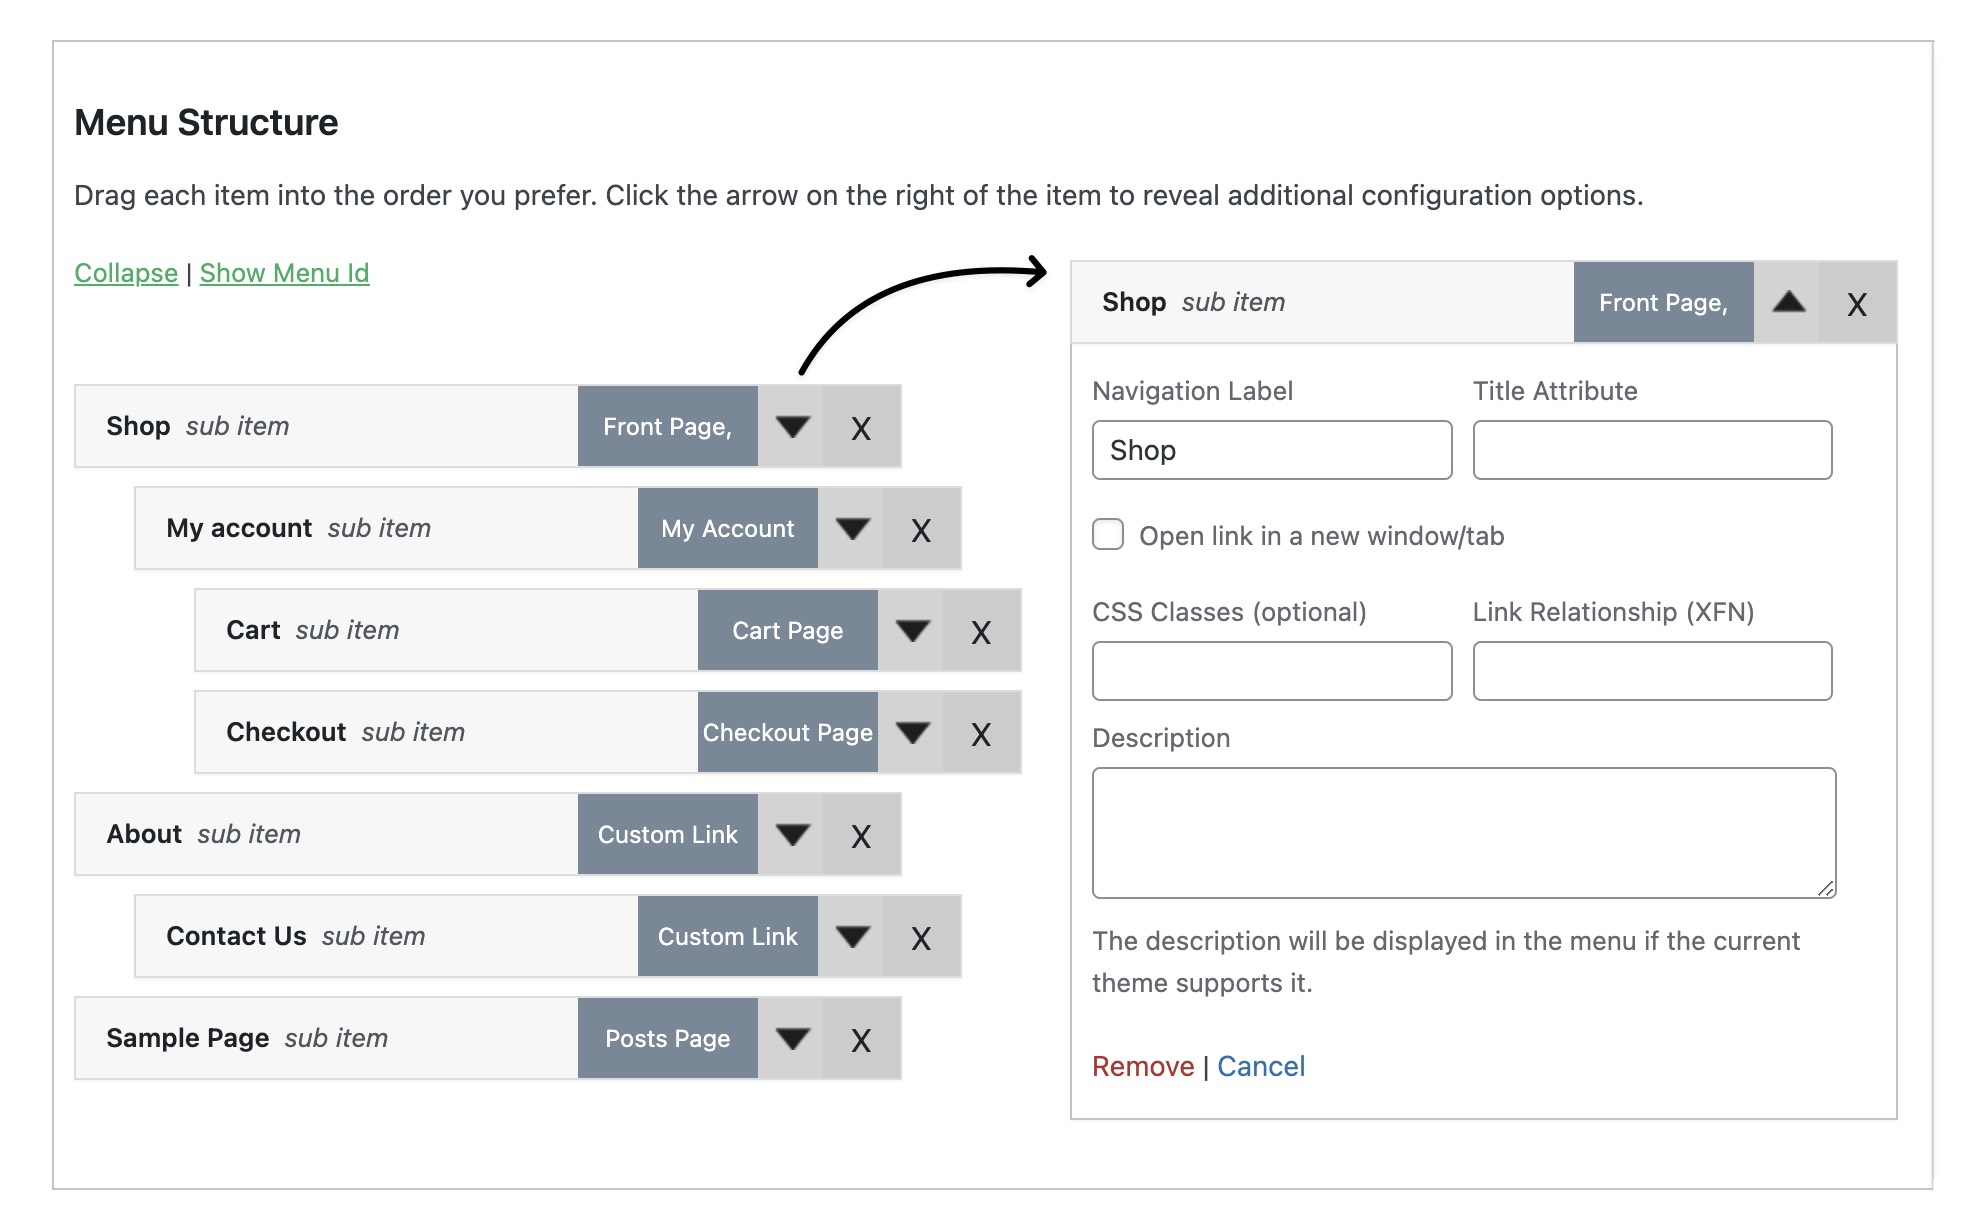 Menu Structure
Drag each item into the order you prefer. Click the arrow on the right of the item to reveal additional configuration options.
Collapse | Show Menu Id
Shop sub item Front Page, X
My account sub item My Account X
Cart sub item Cart Page X
Checkout sub item Checkout Page X
About sub item Custom Link X
Contact Us sub item Custom Link X
Sample Page sub item Posts Page X
Shop sub item Front Page, X
Navigation Label Title Attribute
Shop
Open link in a new window/tab
CSS Classes (optional) Link Relationship (XFN)
Description
The description will be displayed in the menu if the current
theme supports it.
Remove | Cancel